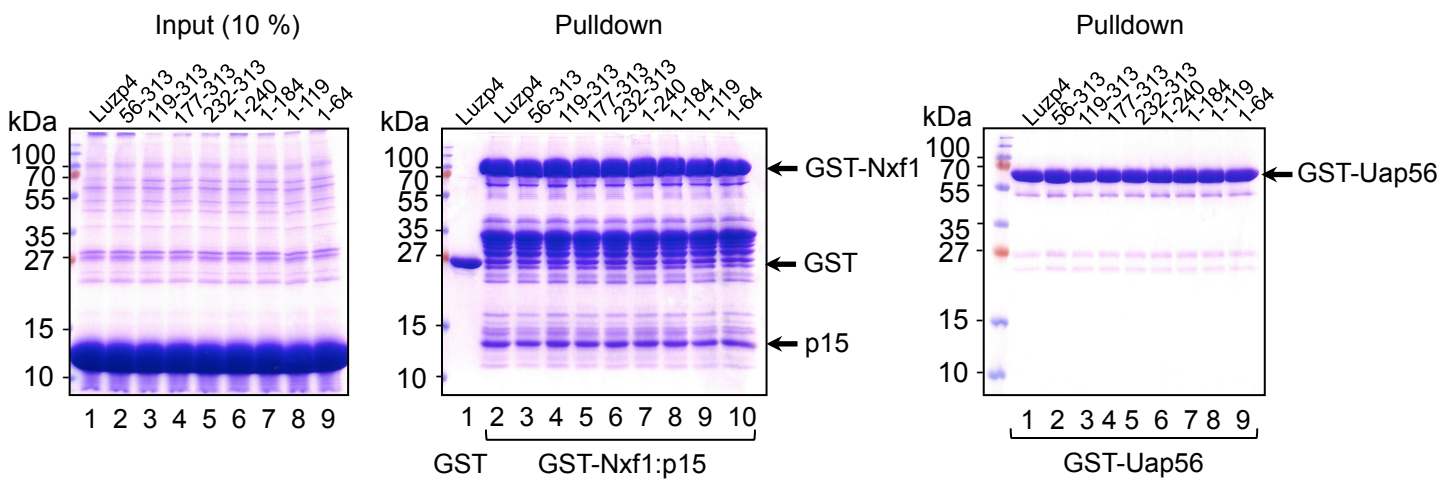 Input (10 %)
Luzp4
56-313
119-313
177-313
232-313
1-240
1-184
1-119
1-64
kDa
100
70
55
35
27
15
10
1 2 3 4 5 6 7 8 9
Pulldown
Luzp4
Luzp4
56-313
119-313
177-313
232-313
1-240
1-184
1-119
1-64
kDa
100
70
55
35
27
15
10
GST-Nxf1
GST
p15
1 2 3 4 5 6 7 8 9 10
GST GST-Nxf1:p15
Pulldown
Luzp4
56-313
119-313
177-313
232-313
1-240
1-184
1-119
1-64
kDa
100
70
55
35
27
15
10
GST-Uap56
1 2 3 4 5 6 7 8 9
GST-Uap56